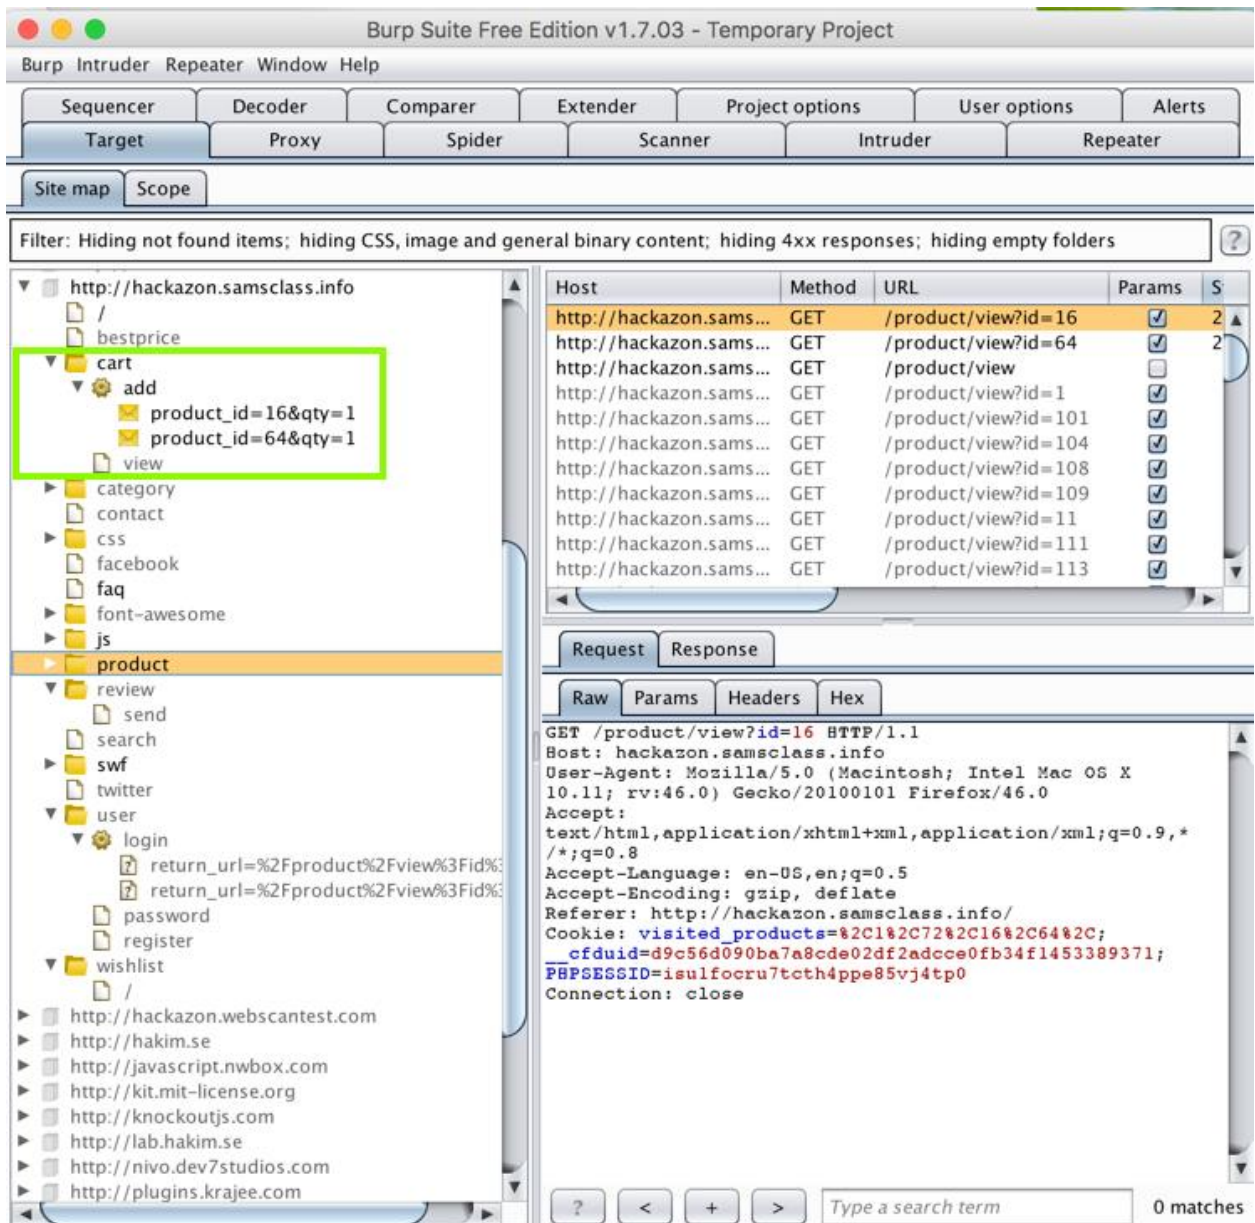 Burp Suite Free Edition v1.7.03 - Temporary Project
Burp Intruder Repeater Window Help
Sequencer Decoder Comparer Extender Project options User options Alerts
Target Proxy Spider Scanner Intruder Repeater
Site map Scope
Filter: Hiding not found items; hiding CSS, image and general binary content; hiding 4xx responses; hiding empty folders
?
http://hackazon.samsclass.info
/
bestprice
cart
add
product_id=16&qty=1
product_id=64&qty=1
view
category
contact
css
facebook
faq
font-awesome
js
product
review
send
search
swf
twitter
user
login
return_url=%2Fproduct%2Fview%3Fid%3
return_url=%2Fproduct%2Fview%3Fid%3
password
register
wishlist
/
http://hackazon.webscantest.com
http://hakim.se
http://javascript.nwbox.com
http://kit.mit-license.org
http://knockoutjs.com
http://lab.hakim.se
http://nivo.dev7studios.com
http://plugins.krajee.com
Host Method URL Params S
http://hackazon.sams... GET /product/view?id=16 2
http://hackazon.sams... GET /product/view?id=64 2
http://hackazon.sams... GET /product/view
http://hackazon.sams... GET /product/view?id=1
http://hackazon.sams... GET /product/view?id=101
http://hackazon.sams... GET /product/view?id=104
http://hackazon.sams... GET /product/view?id=108
http://hackazon.sams... GET /product/view?id=109
http://hackazon.sams... GET /product/view?id=11
http://hackazon.sams... GET /product/view?id=111
http://hackazon.sams... GET /product/view?id=113
Request Response
Raw Params Headers Hex
GET /product/view?id=16 HTTP/1.1
Host: hackazon.samsclass.info
User-Agent: Mozilla/5.0 (Macintosh; Intel Mac OS X
10.11; rv:46.0) Gecko/20100101 Firefox/46.0
Accept:
text/html,application/xhtml+xml,application/xml;q=0.9,*
/*;q=0.8
Accept-Language: en-US,en;q=0.5
Accept-Encoding: gzip, deflate
Referer: http://hackazon.samsclass.info/
Cookie: visited_products=%2C1%2C72%2C16%2C64%2C;
__cfduid=d9c56d090ba7a8cde02df2adcce0fb34f1453389371;
PHPSESSID=isulfocru7tcth4ppe85vj4tp0
Connection: close
? < + > Type a search term 0 matches